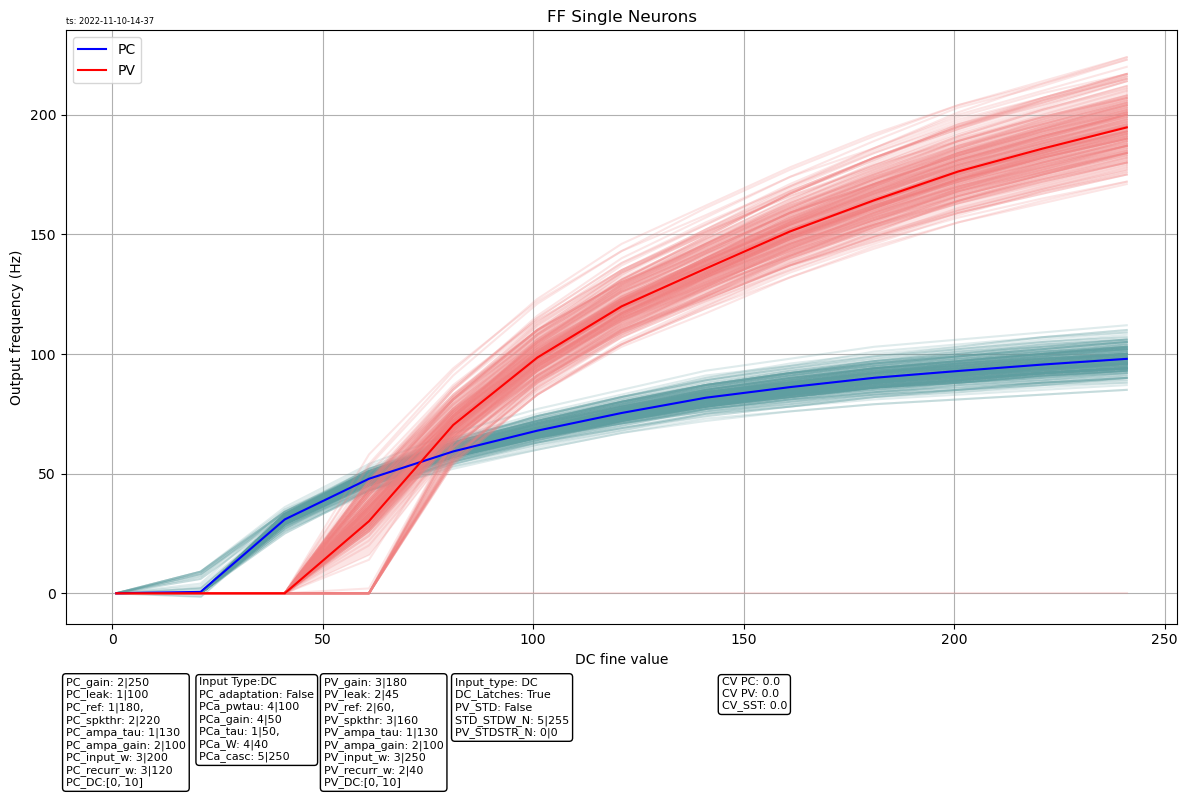 ts: 2022-11-10-14-37
FF Single Neurons
PC
PV
Output frequency (Hz)
200
150
100
50
0
0
50
100
150
200
250
DC fine value
PC_gain: 2|250
PC_leak: 1|100
PC_ref: 1|180,
PC_spkthr: 2|220
PC_ampa_tau: 1|130
PC_ampa_gain: 2|100
PC_input_w: 3|200
PC_recurr_w: 3|120
PC_DC:[0, 10]
Input Type:DC
PC_adaptation: False
PCa_pwtau: 4|100
PCa_gain: 4|50
PCa_tau: 1|50,
PCa_W: 4|40
PCa_casc: 5|250
PV_gain: 3|180
PV_leak: 2|45
PV_ref: 2|60,
PV_spkthr: 3|160
PV_ampa_tau: 1|130
PV_ampa_gain: 2|100
PV_input_w: 3|250
PV_recurr_w: 2|40
PV_DC:[0, 10]
Input_type: DC
DC_Latches: True
PV_STD: False
STD_STDW_N: 5|255
PV_STDSTR_N: 0|0
CV PC: 0.0
CV PV: 0.0
CV_SST: 0.0